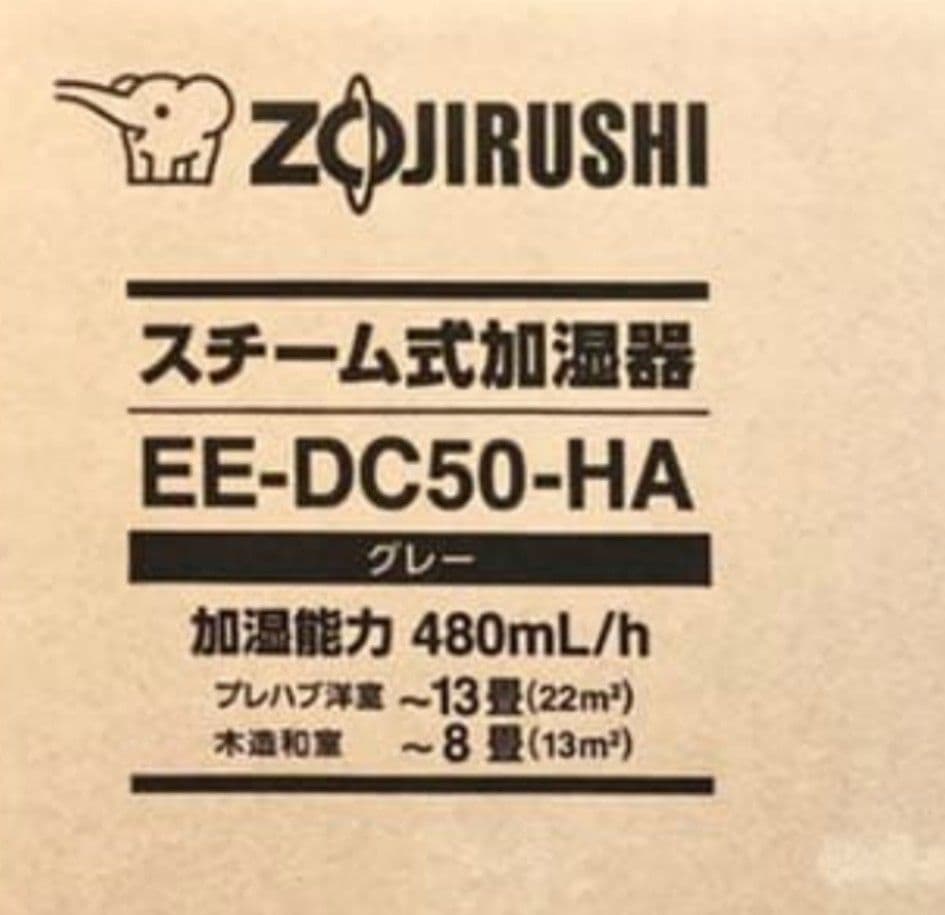 ZOJIRUSHI
スチーム式加湿器
EE-DC50-HA
グレー
加湿能力 480mL/h
プレハブ洋室 ~13畳(22m²)
木造和室 ~8畳(13m²)